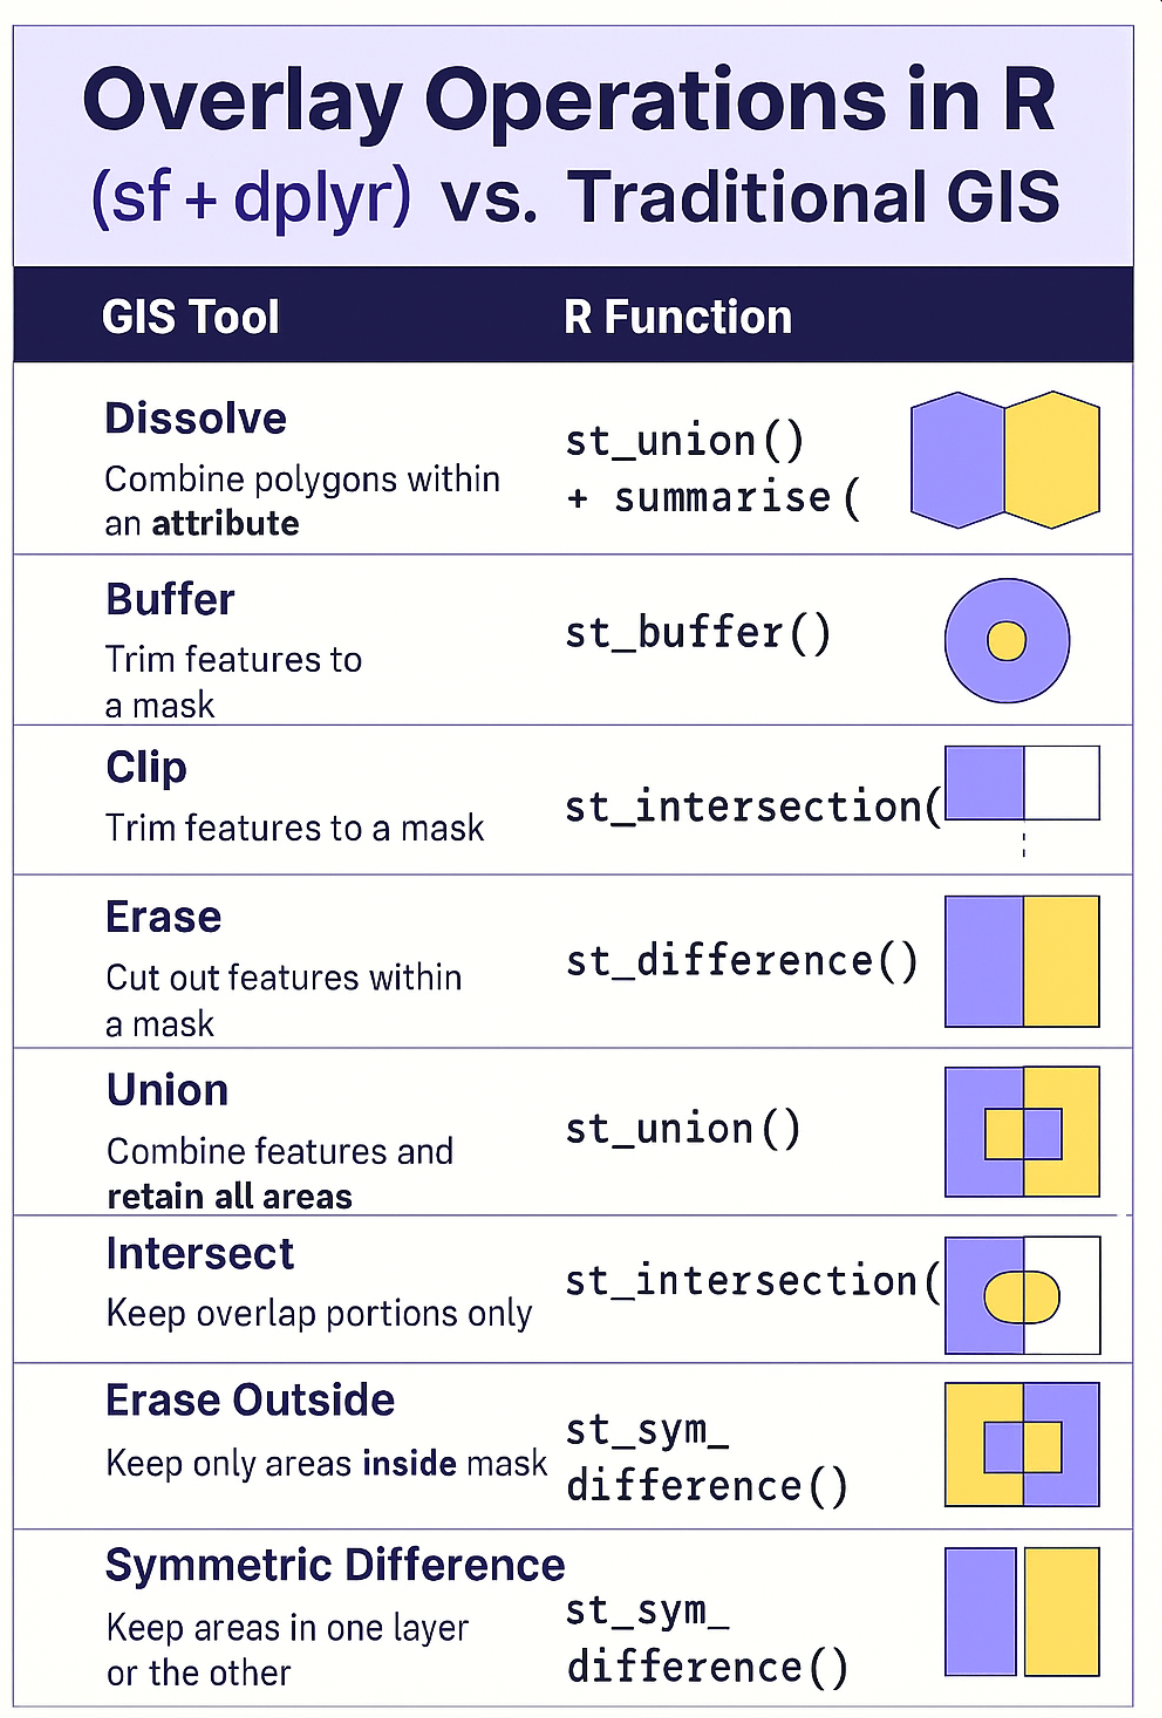 Overlay Operations in R
(sf + dplyr) vs. Traditional GIS
GIS Tool
R Function
Dissolve
Combine polygons within
an attribute
st_union()
+ summarise(
Buffer
Trim features to
a mask
st_buffer()
Clip
Trim features to a mask
st_intersection(
Erase
Cut out features within
a mask
st_difference()
Union
Combine features and
retain all areas
st_union()
Intersect
Keep overlap portions only
st_intersection(
Erase Outside
Keep only areas inside mask
st_sym_
difference()
Symmetric Difference
Keep areas in one layer
or the other
st_sym_
difference()